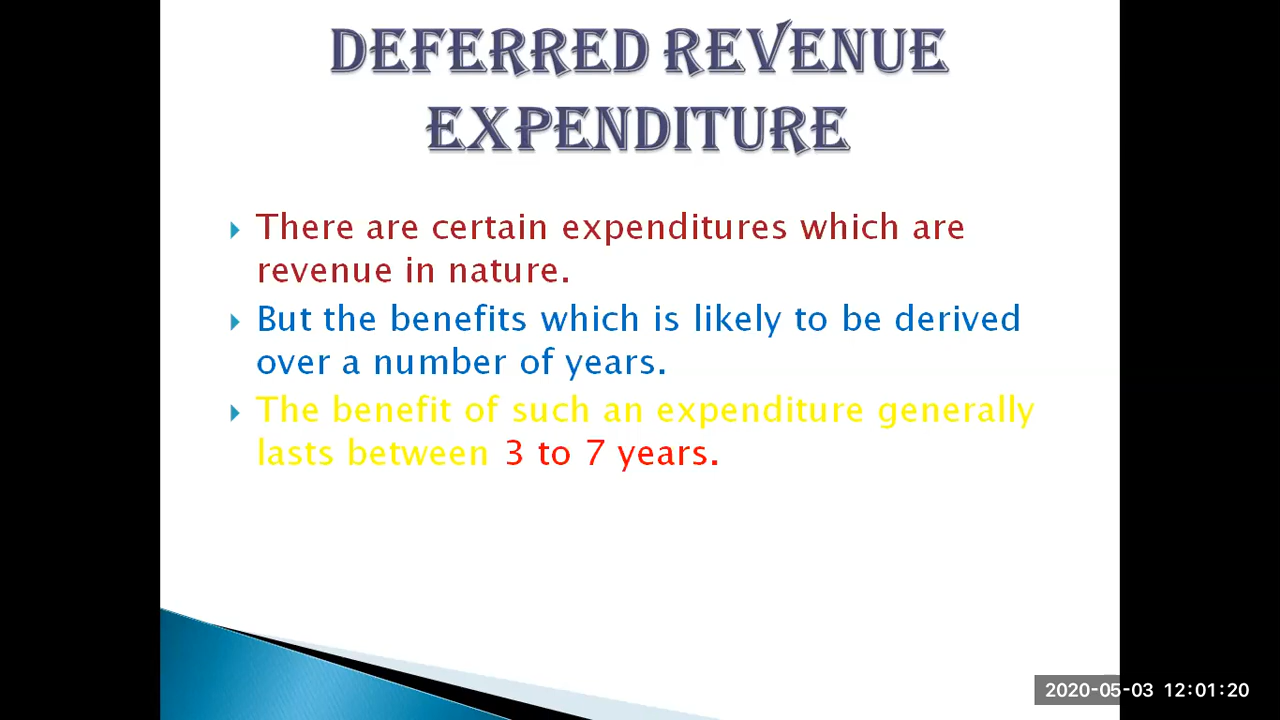 DEFERRED REVENUE
EXPENDITURE
There are certain expenditures which are
revenue in nature.
But the benefits which is likely to be derived
over a number of years.
The benefit of such an expenditure generally
lasts between 3 to 7 years.
2020-05-03 12:01:20